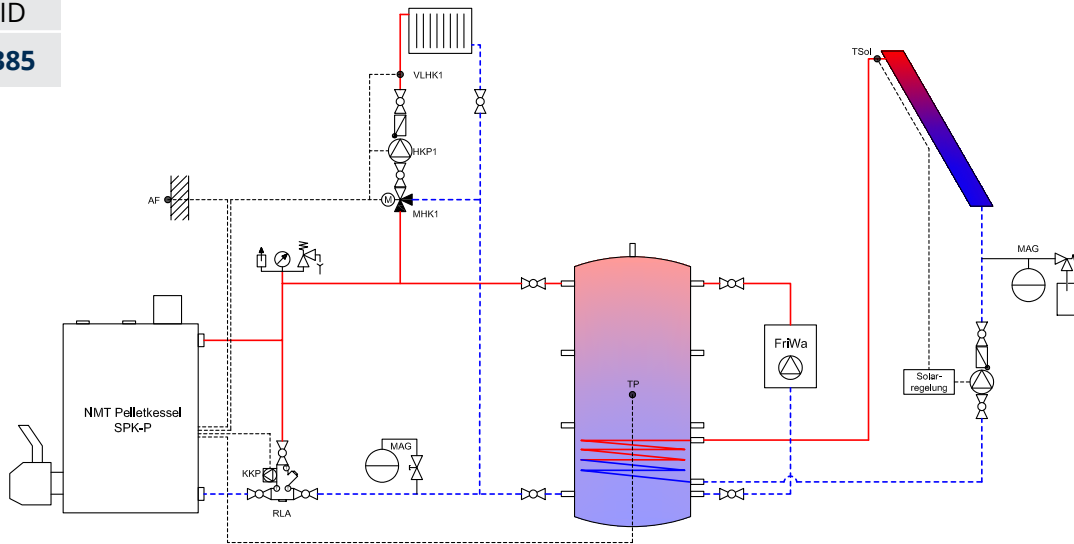 ID
385
TSol
VLHK1
HKP1
AF
M
MHK1
MAG
FriWa
Solar-
regelung
TP
NMT Pelletkessel
SPK-P
MAG
KKP
RLA